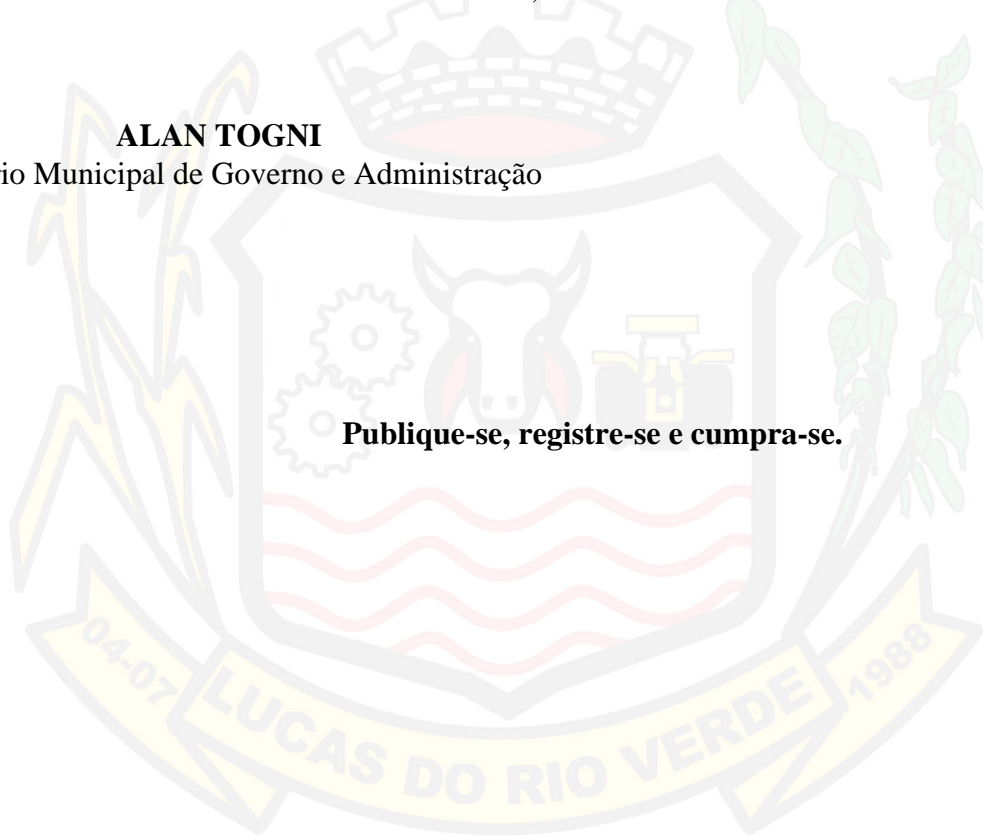 ALAN TOGNI
rio Municipal de Governo e Administração
Publique-se, registre-se e cumpra-se.
04-07 LUCAS DO RIO VERDE 1988